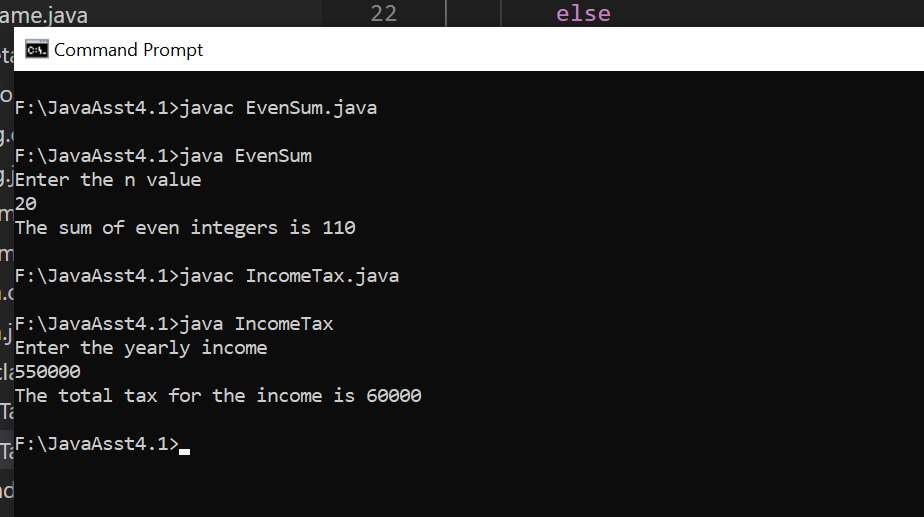 ame.java
22 else
Command Prompt
F:\JavaAsst4.1>javac EvenSum.java
F:\JavaAsst4.1>java EvenSum
Enter the n value
20
The sum of even integers is 110
F:\JavaAsst4.1>javac IncomeTax.java
F:\JavaAsst4.1>java IncomeTax
Enter the yearly income
550000
The total tax for the income is 60000
F:\JavaAsst4.1>